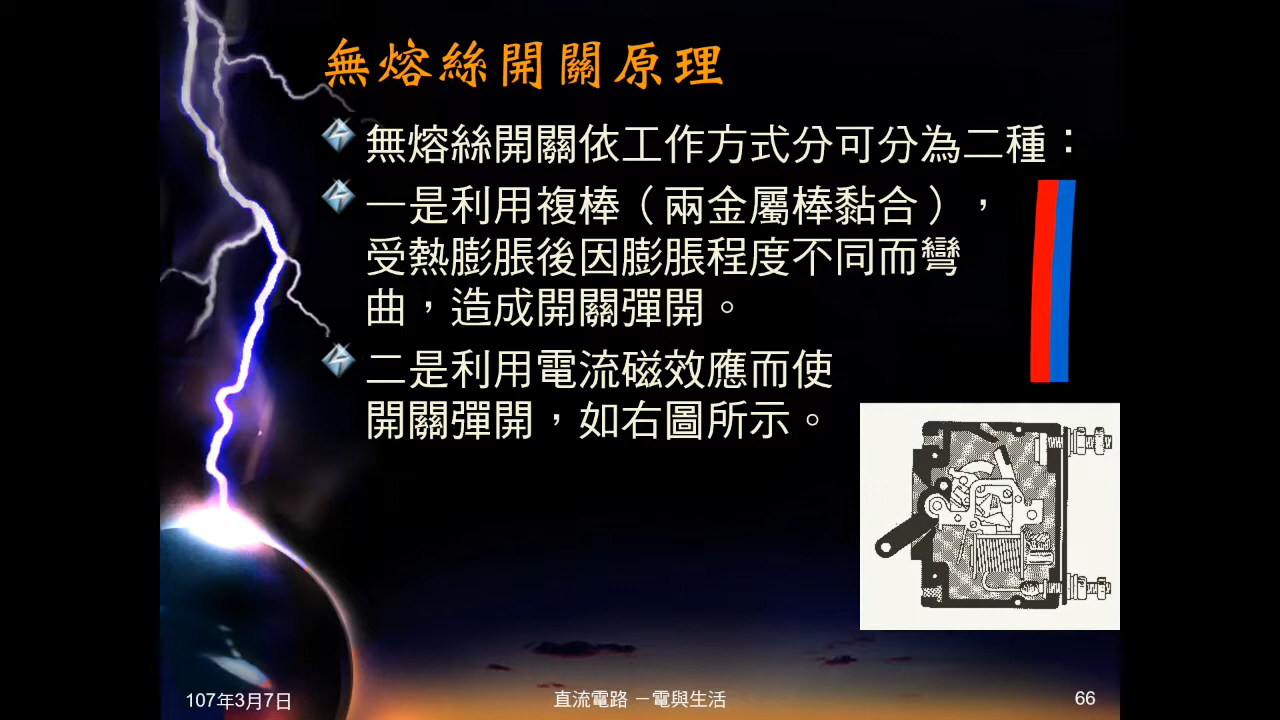 無熔絲開關原理
無熔絲開關依工作方式分可分為二種：
一是利用複棒（兩金屬棒黏合），
受熱膨脹後因膨脹程度不同而彎
曲，造成開關彈開。
二是利用電流磁效應而使
開關彈開，如右圖所示。
107年3月7日
直流電路 －電與生活
66